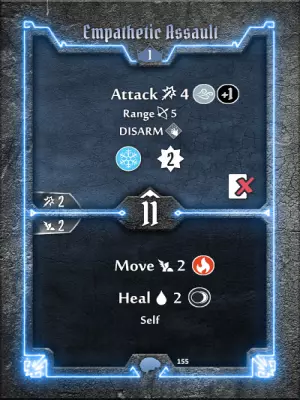 Empathetic Assault
1
Attack 4 +1
Range 5
DISARM
2
2
11
2
Move 2
Heal 2
Self
155